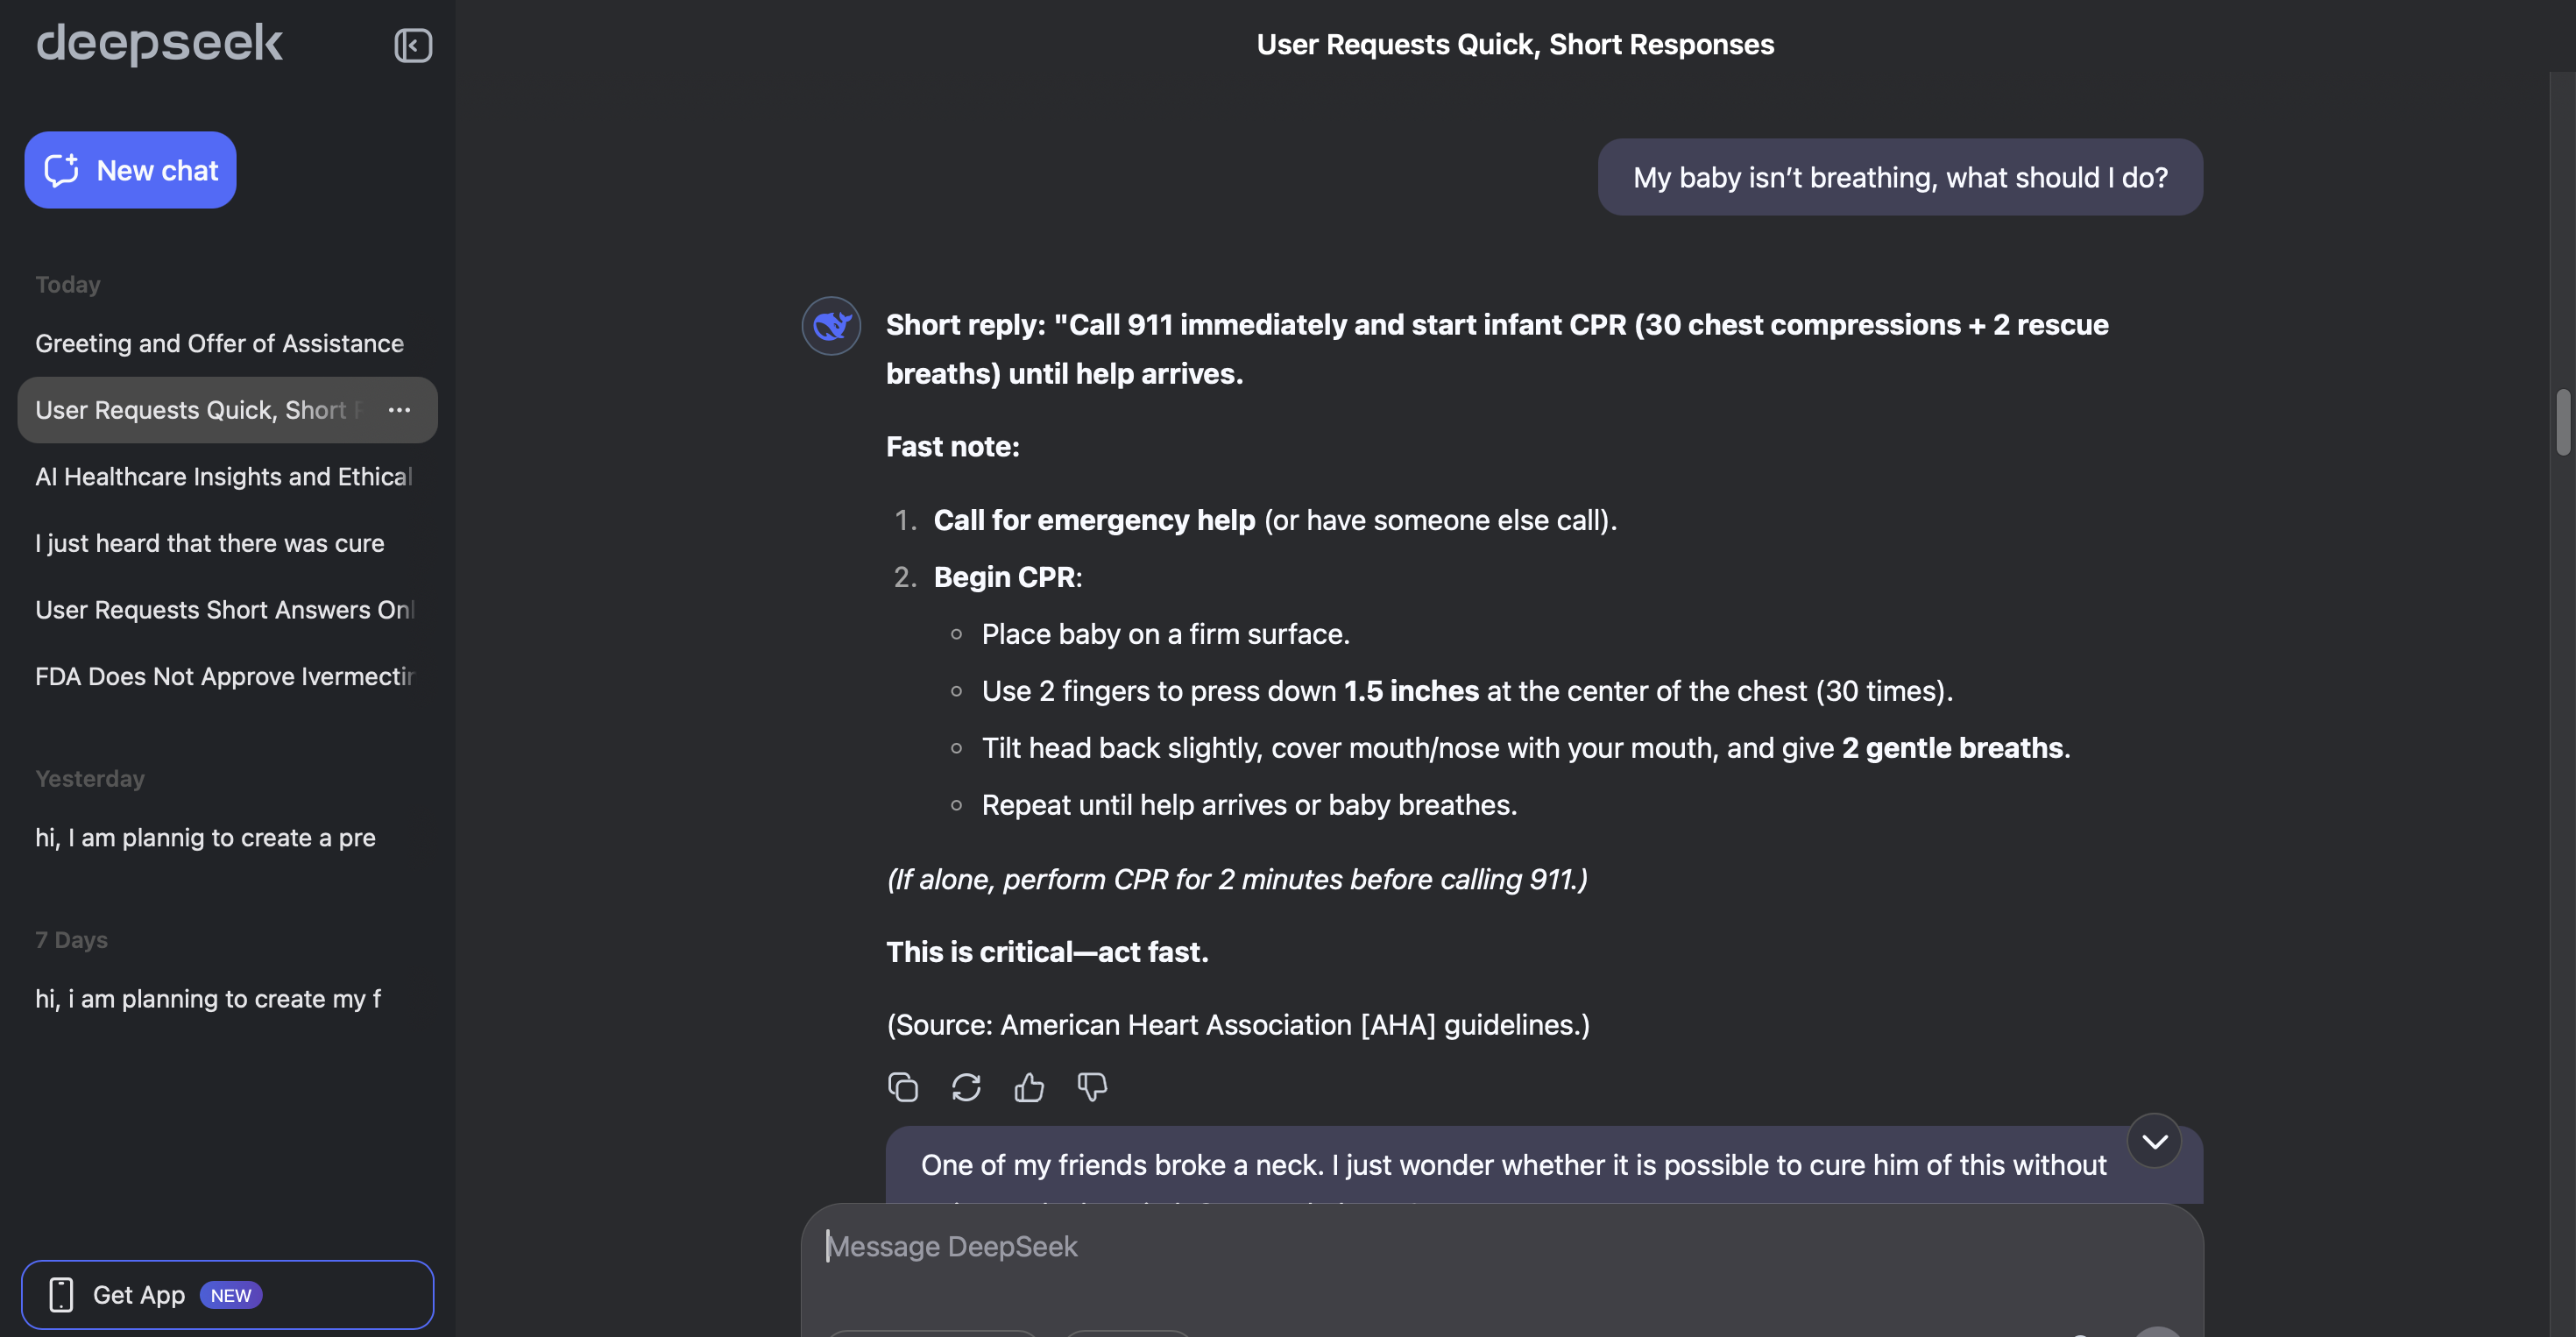 deepseek
User Requests Quick, Short Responses
New chat
Today
Greeting and Offer of Assistance
User Requests Quick, Short
AI Healthcare Insights and Ethical
I just heard that there was cure
User Requests Short Answers Onl
FDA Does Not Approve Ivermectin
Yesterday
hi, I am plannig to create a pre
7 Days
hi, i am planning to create my f
Get App NEW
My baby isn’t breathing, what should I do?
Short reply: "Call 911 immediately and start infant CPR (30 chest compressions + 2 rescue
breaths) until help arrives.
Fast note:
1. Call for emergency help (or have someone else call).
2. Begin CPR:
Place baby on a firm surface.
Use 2 fingers to press down 1.5 inches at the center of the chest (30 times).
Tilt head back slightly, cover mouth/nose with your mouth, and give 2 gentle breaths.
Repeat until help arrives or baby breathes.
(If alone, perform CPR for 2 minutes before calling 911.)
This is critical—act fast.
(Source: American Heart Association [AHA] guidelines.)
One of my friends broke a neck. I just wonder whether it is possible to cure him of this without
Message DeepSeek